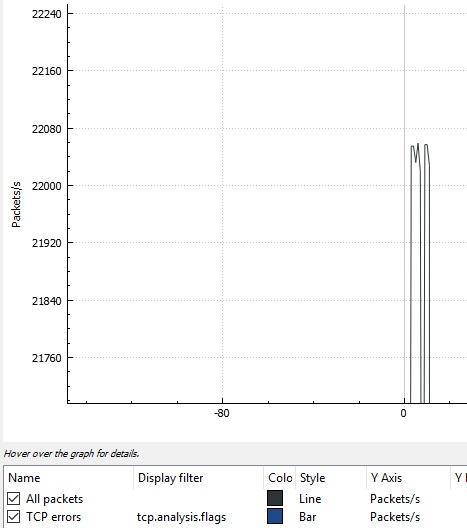 22240
22160
22080
22000
21920
21840
21760
Packets/s
-80 0
Hover over the graph for details.
Name Display filter Colo Style Y Axis Y I
All packets Line Packets/s
TCP errors tcp.analysis.flags Bar Packets/s